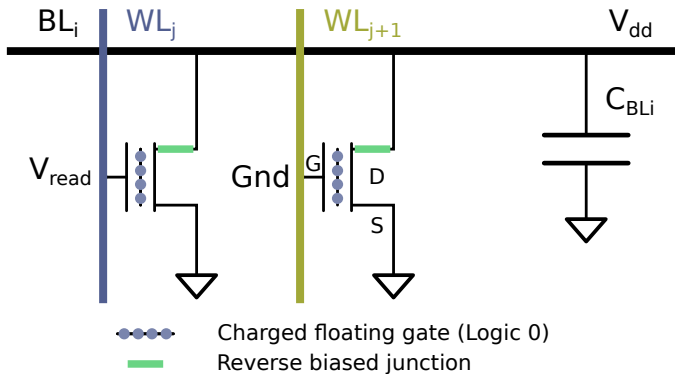 BLi WLj WLj+1 Vdd
CBLi
Vread Gnd G D
S
Charged floating gate (Logic 0)
Reverse biased junction